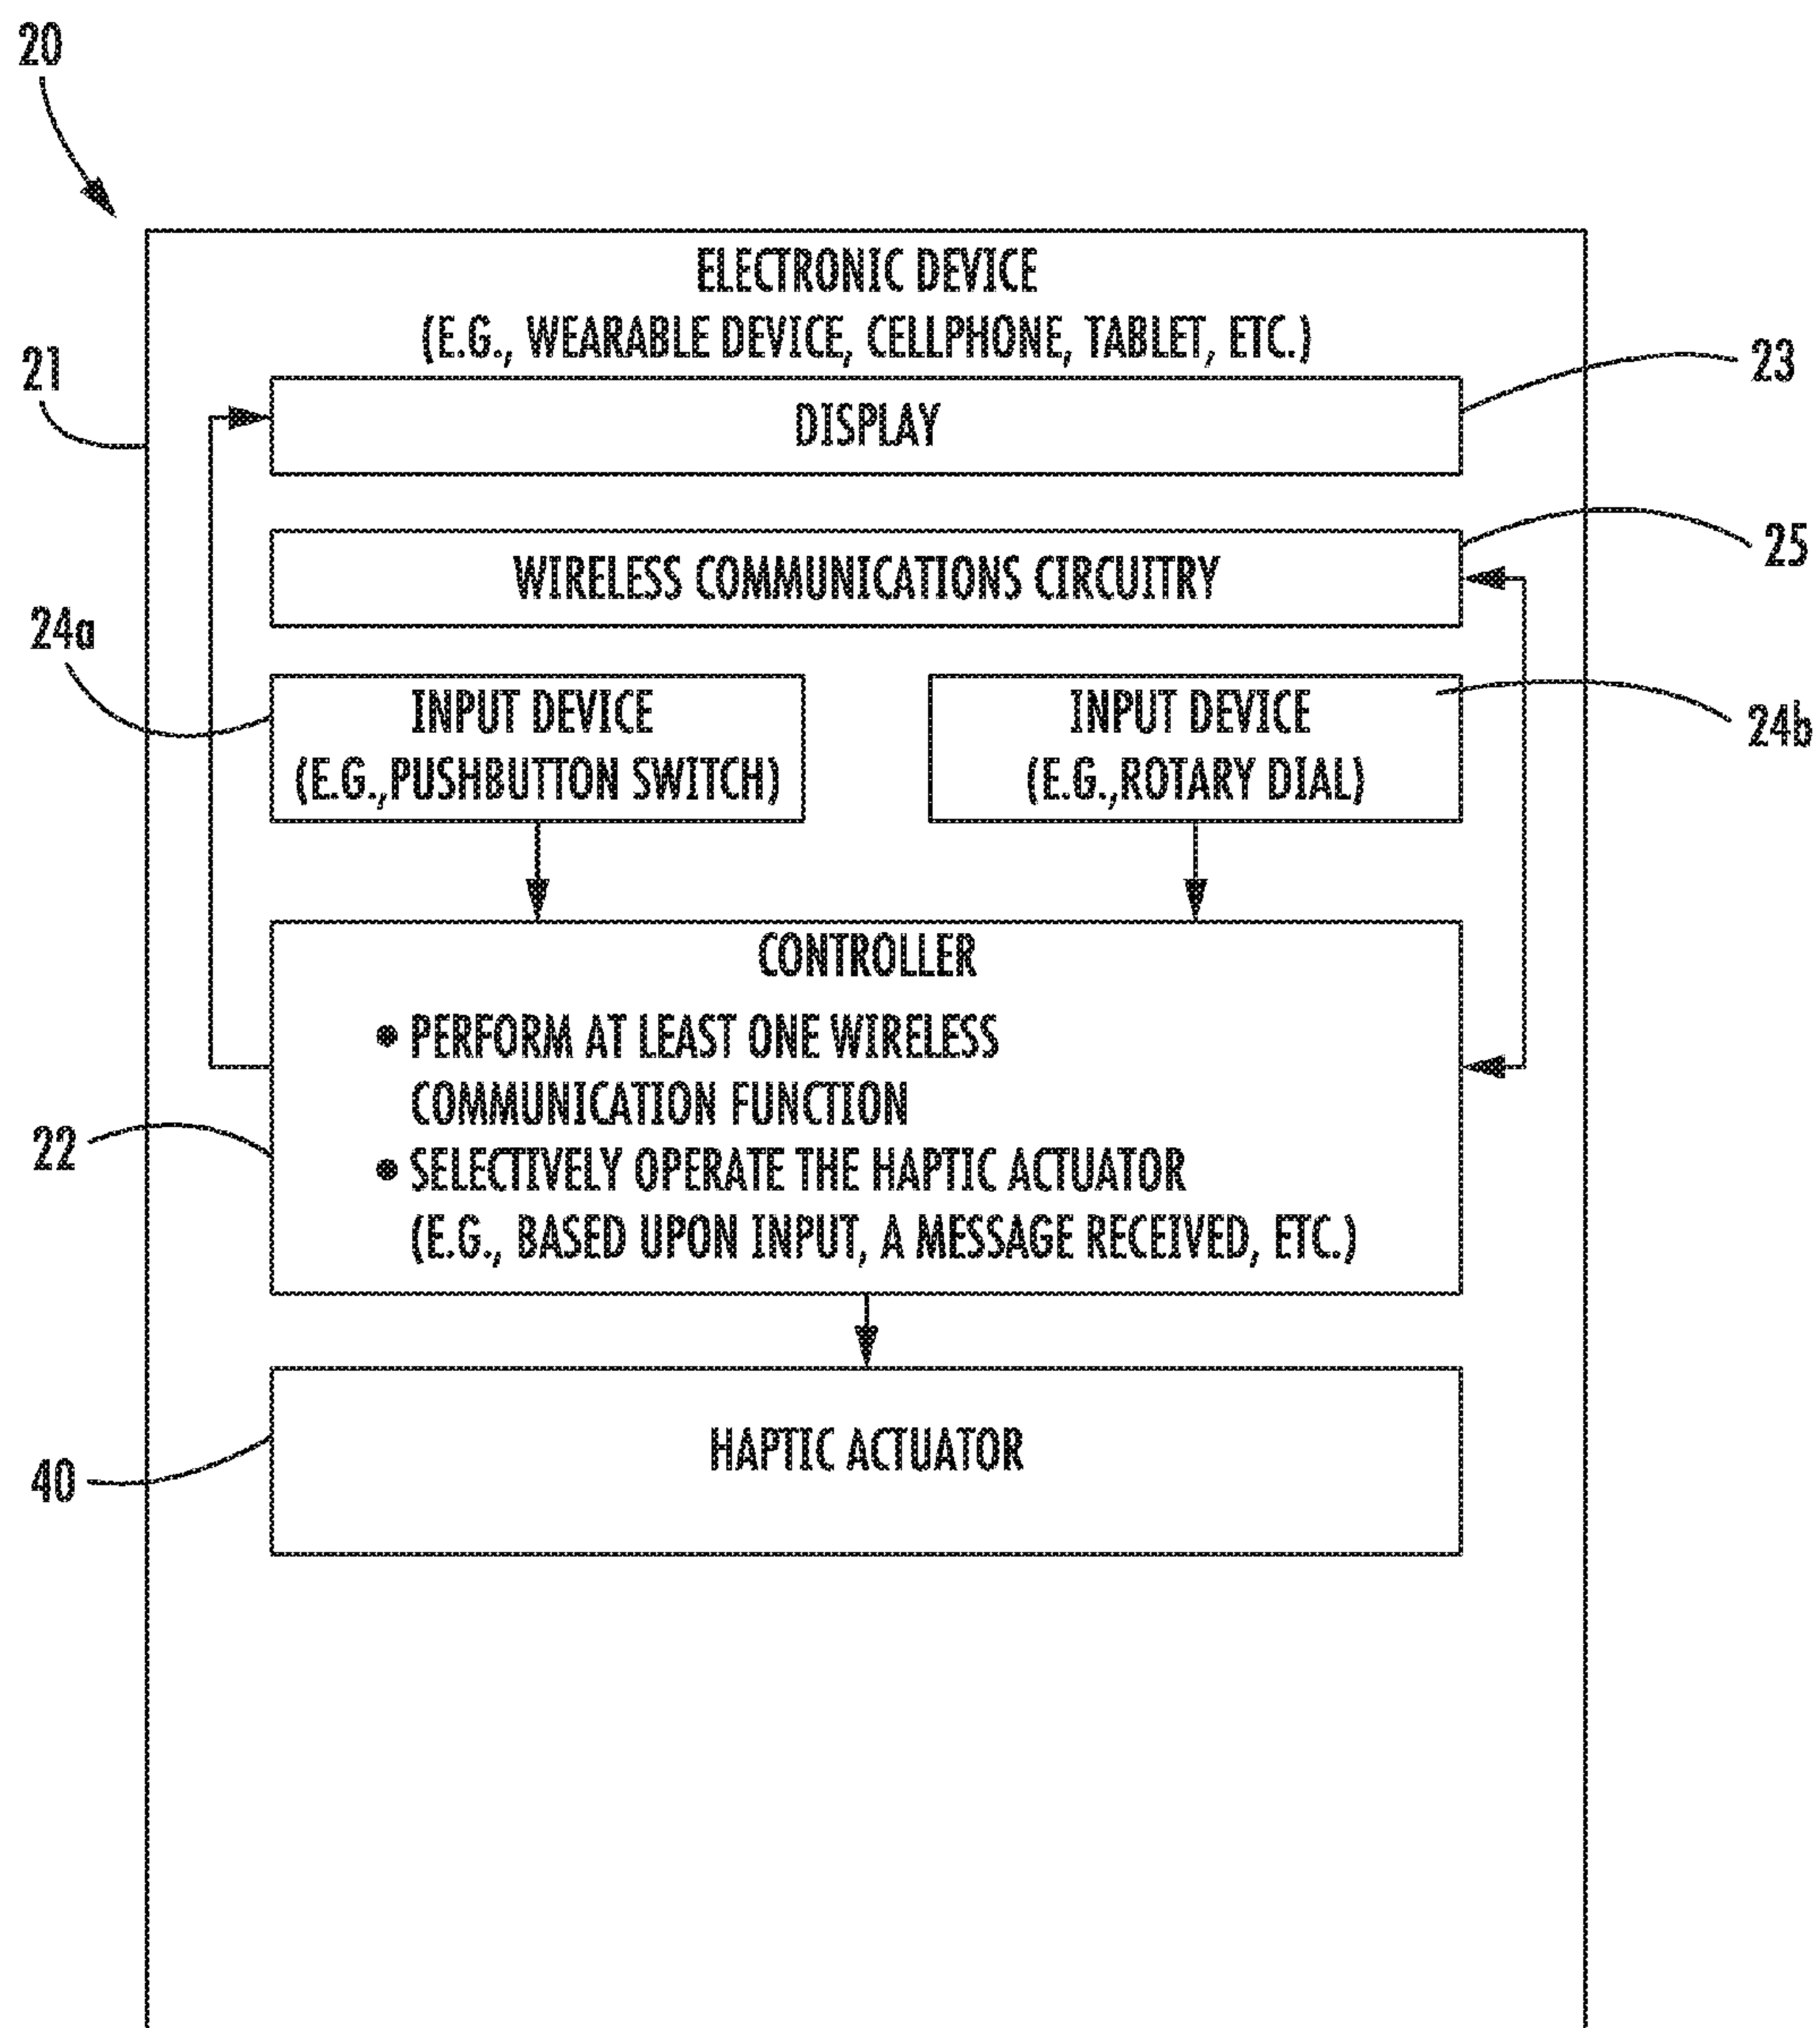 20
ELECTRONIC DEVICE
(E.G., WEARABLE DEVICE, CELLPHONE, TABLET, ETC.)
21
23
DISPLAY
25
WIRELESS COMMUNICATIONS CIRCUITRY
24a
INPUT DEVICE
(E.G.,PUSHBUTTON SWITCH)
INPUT DEVICE
(E.G.,ROTARY DIAL)
24b
CONTROLLER
• PERFORM AT LEAST ONE WIRELESS
COMMUNICATION FUNCTION
• SELECTIVELY OPERATE THE HAPTIC ACTUATOR
(E.G., BASED UPON INPUT, A MESSAGE RECEIVED, ETC.)
22
HAPTIC ACTUATOR
40